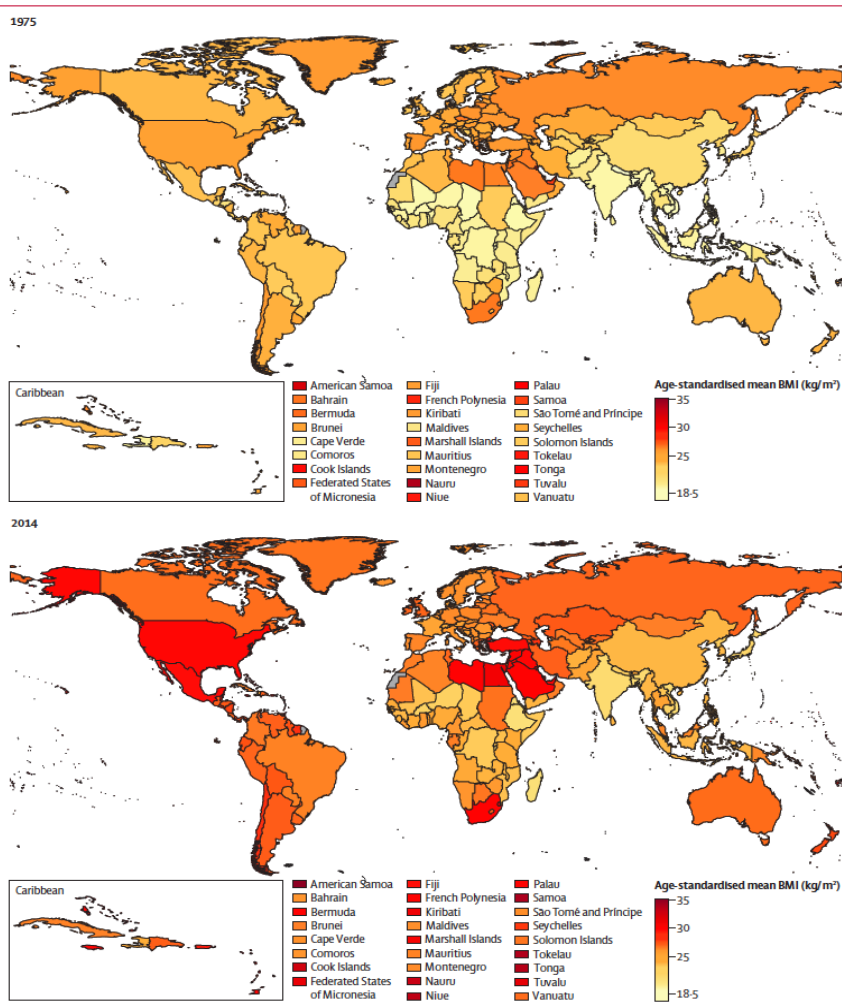 1975
Caribbean
American Samoa
Bahrain
Bermuda
Brunei
Cape Verde
Comoros
Cook Islands
Federated States
of Micronesia
Fiji
French Polynesia
Kiribati
Maldives
Marshall Islands
Mauritius
Montenegro
Nauru
Niue
Palau
Samoa
São Tomé and Príncipe
Seychelles
Solomon Islands
Tokelau
Tonga
Tuvalu
Vanuatu
Age-standardised mean BMI (kg/m²)
35
30
25
18·5
2014
Caribbean
American Samoa
Bahrain
Bermuda
Brunei
Cape Verde
Comoros
Cook Islands
Federated States
of Micronesia
Fiji
French Polynesia
Kiribati
Maldives
Marshall Islands
Mauritius
Montenegro
Nauru
Niue
Palau
Samoa
São Tomé and Príncipe
Seychelles
Solomon Islands
Tokelau
Tonga
Tuvalu
Vanuatu
Age-standardised mean BMI (kg/m²)
35
30
25
18·5